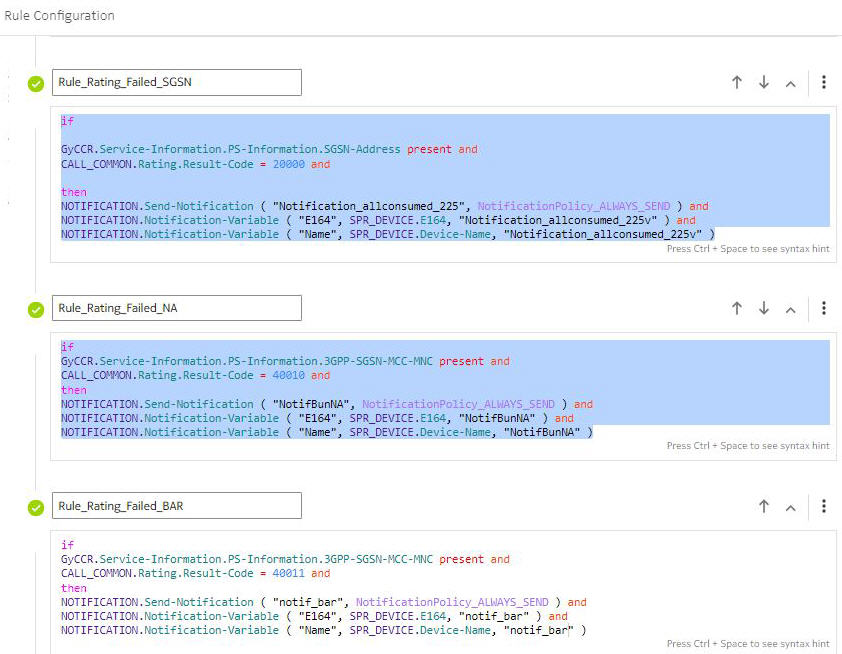 Rule Configuration
Rule_Rating_Failed_SGSN
if
GyCCR.Service-Information.PS-Information.SGSN-Address present and
CALL_COMMON.Rating.Result-Code = 20000 and
then
NOTIFICATION.Send-Notification ( "Notification_allconsumed_225", NotificationPolicy_ALWAYS_SEND ) and
NOTIFICATION.Notification-Variable ( "E164", SPR_DEVICE.E164, "Notification_allconsumed_225v" ) and
NOTIFICATION.Notification-Variable ( "Name", SPR_DEVICE.Device-Name, "Notification_allconsumed_225v" )
Press Ctrl + Space to see syntax hint
Rule_Rating_Failed_NA
if
GyCCR.Service-Information.PS-Information.3GPP-SGSN-MCC-MNC present and
CALL_COMMON.Rating.Result-Code = 40010 and
then
NOTIFICATION.Send-Notification ( "NotifBunNA", NotificationPolicy_ALWAYS_SEND ) and
NOTIFICATION.Notification-Variable ( "E164", SPR_DEVICE.E164, "NotifBunNA" ) and
NOTIFICATION.Notification-Variable ( "Name", SPR_DEVICE.Device-Name, "NotifBunNA" )
Press Ctrl + Space to see syntax hint
Rule_Rating_Failed_BAR
if
GyCCR.Service-Information.PS-Information.3GPP-SGSN-MCC-MNC present and
CALL_COMMON.Rating.Result-Code = 40011 and
then
NOTIFICATION.Send-Notification ( "notif_bar", NotificationPolicy_ALWAYS_SEND ) and
NOTIFICATION.Notification-Variable ( "E164", SPR_DEVICE.E164, "notif_bar" ) and
NOTIFICATION.Notification-Variable ( "Name", SPR_DEVICE.Device-Name, "notif_bar" )
Press Ctrl + Space to see syntax hint